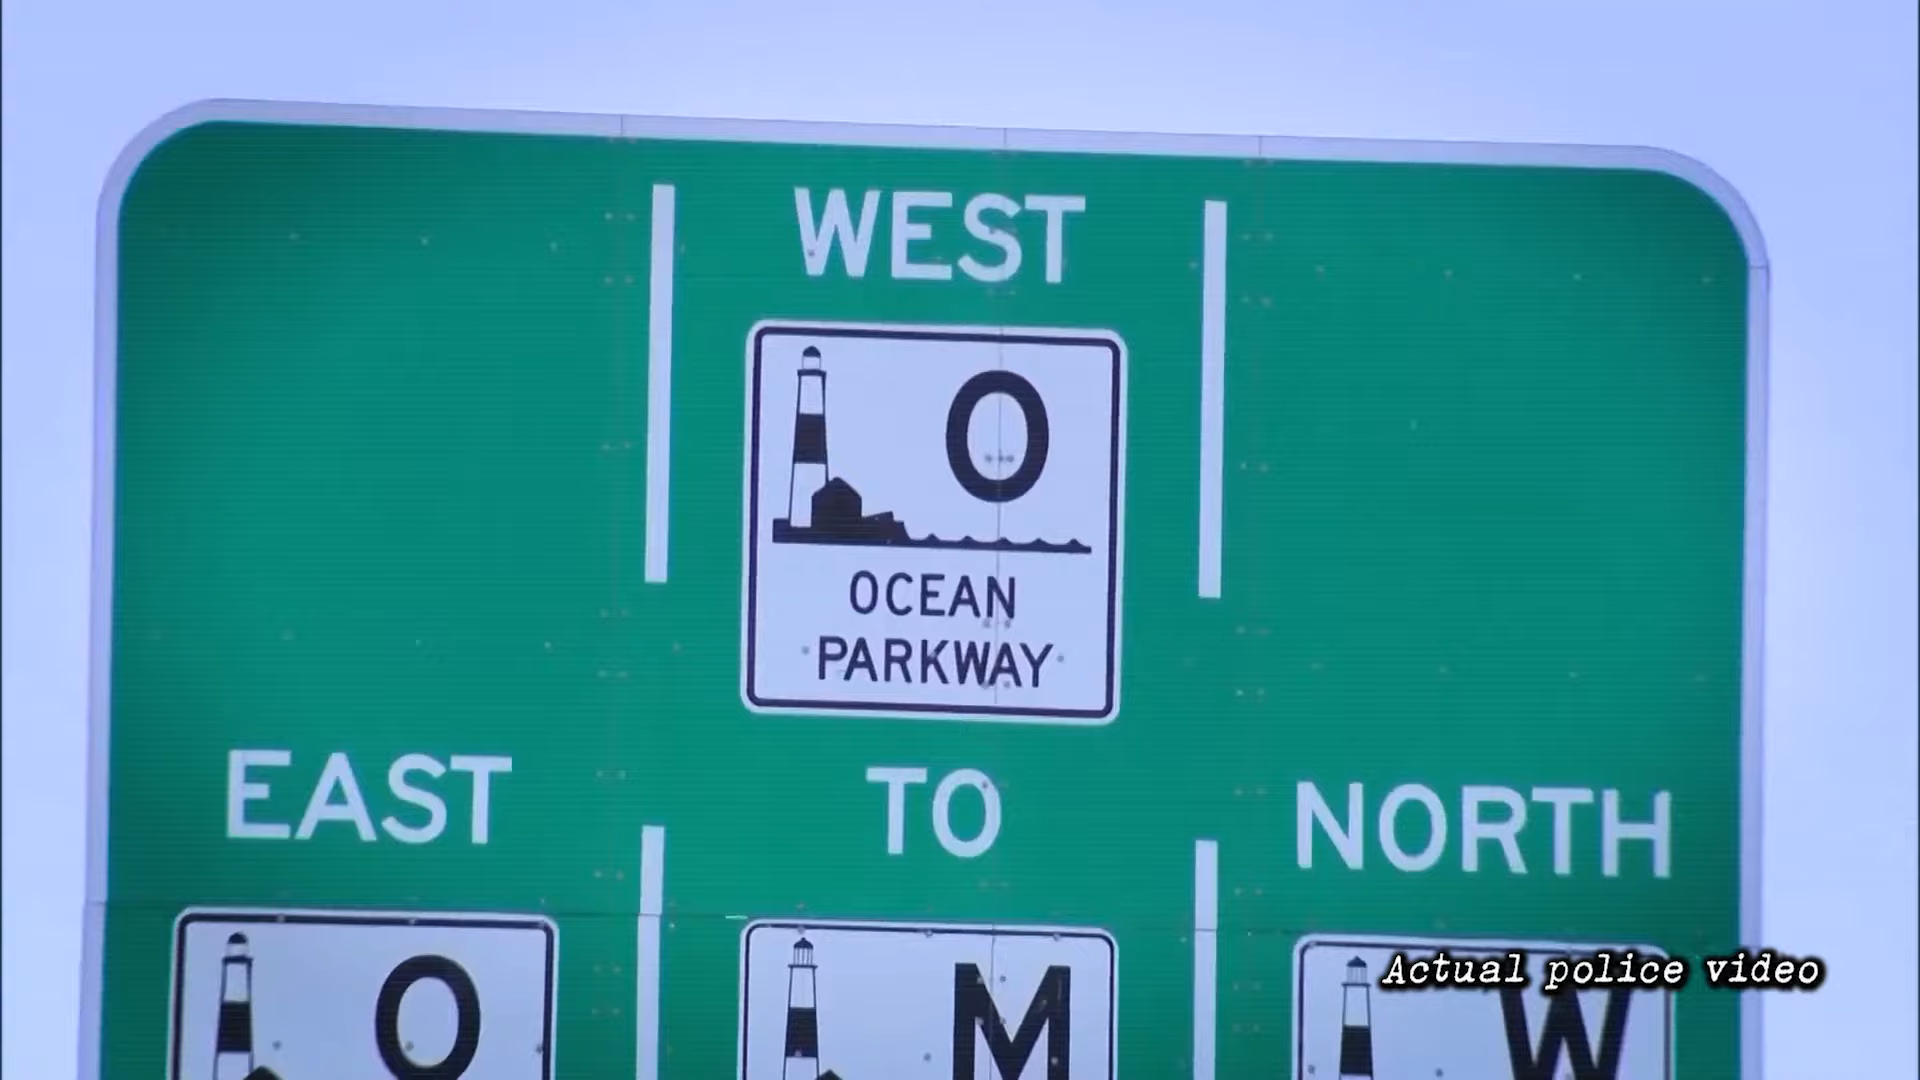 WEST
O
OCEAN
PARKWAY
EAST TO NORTH
O M W
Actual police video